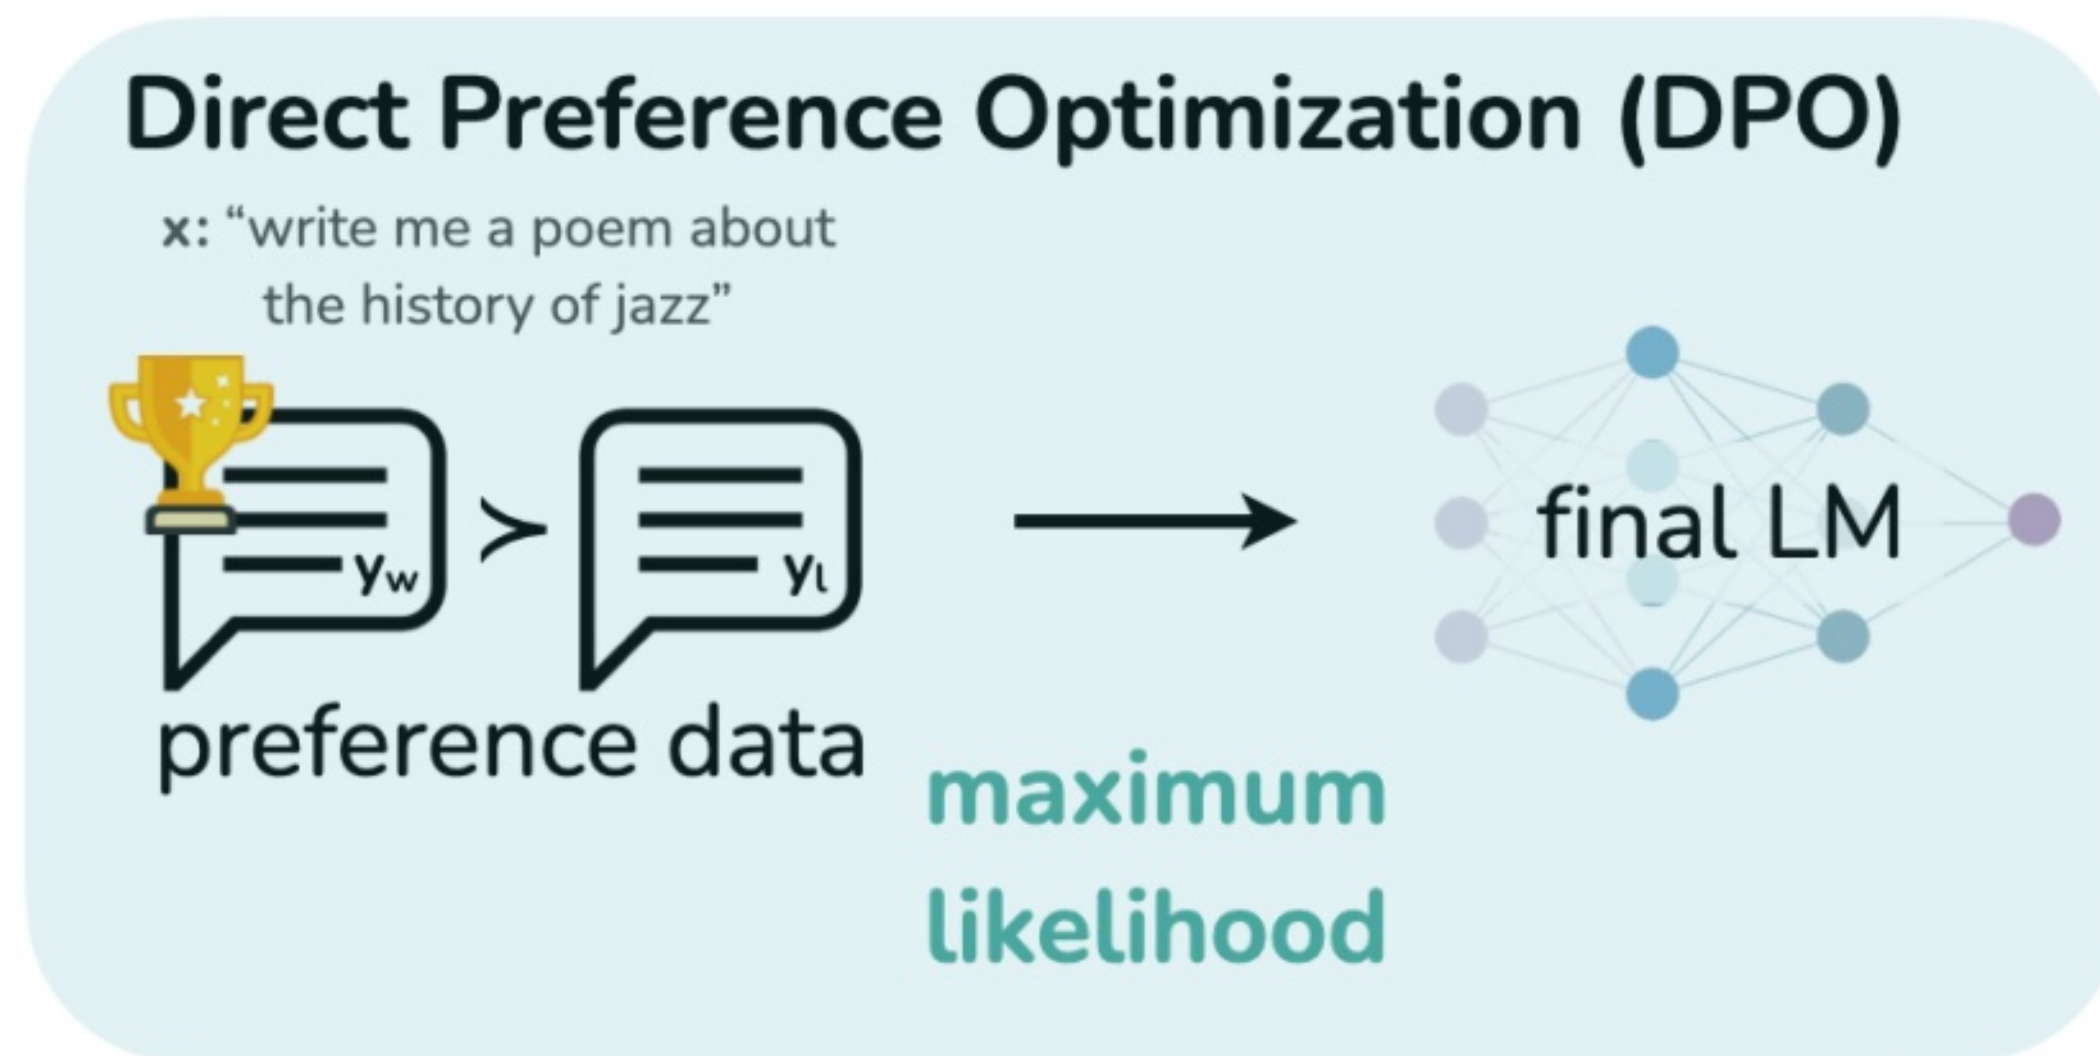 Direct Preference Optimization (DPO)
x: “write me a poem about
the history of jazz”
yw > yl
final LM
preference data
maximum
likelihood